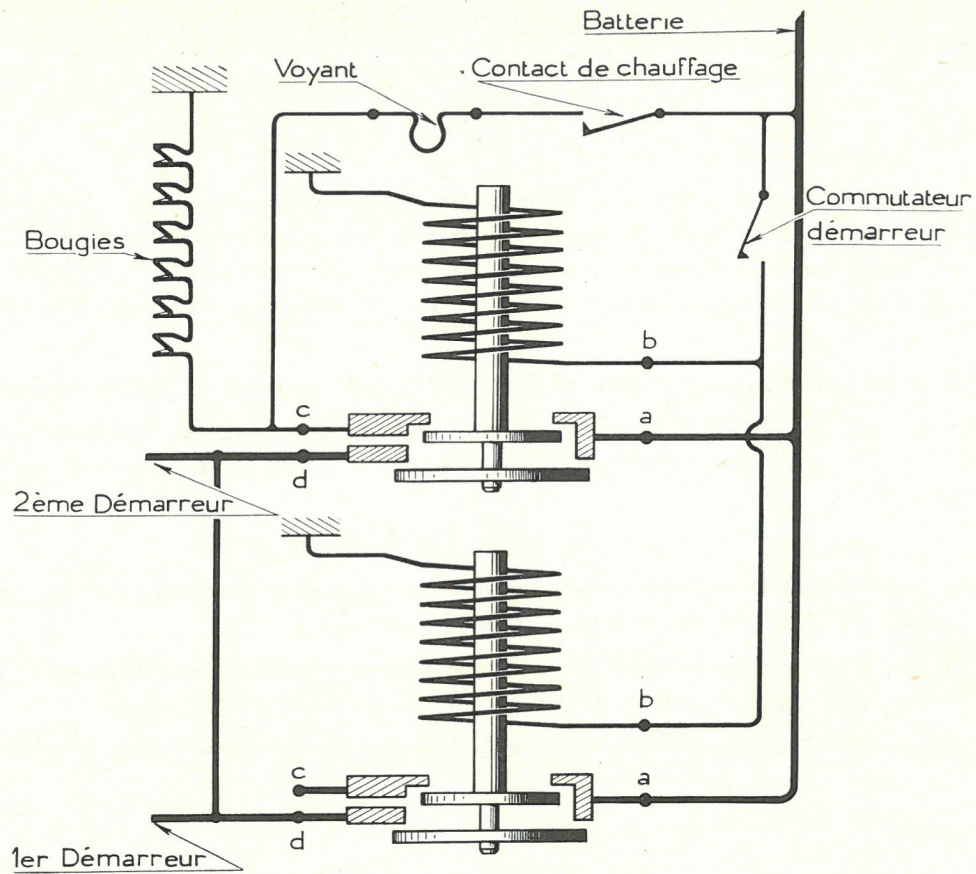 Batterie
Voyant
Contact de chauffage
Commutateur
démarreur
Bougies
b
c
a
d
2ème Démarreur
b
c
a
d
1er Démarreur